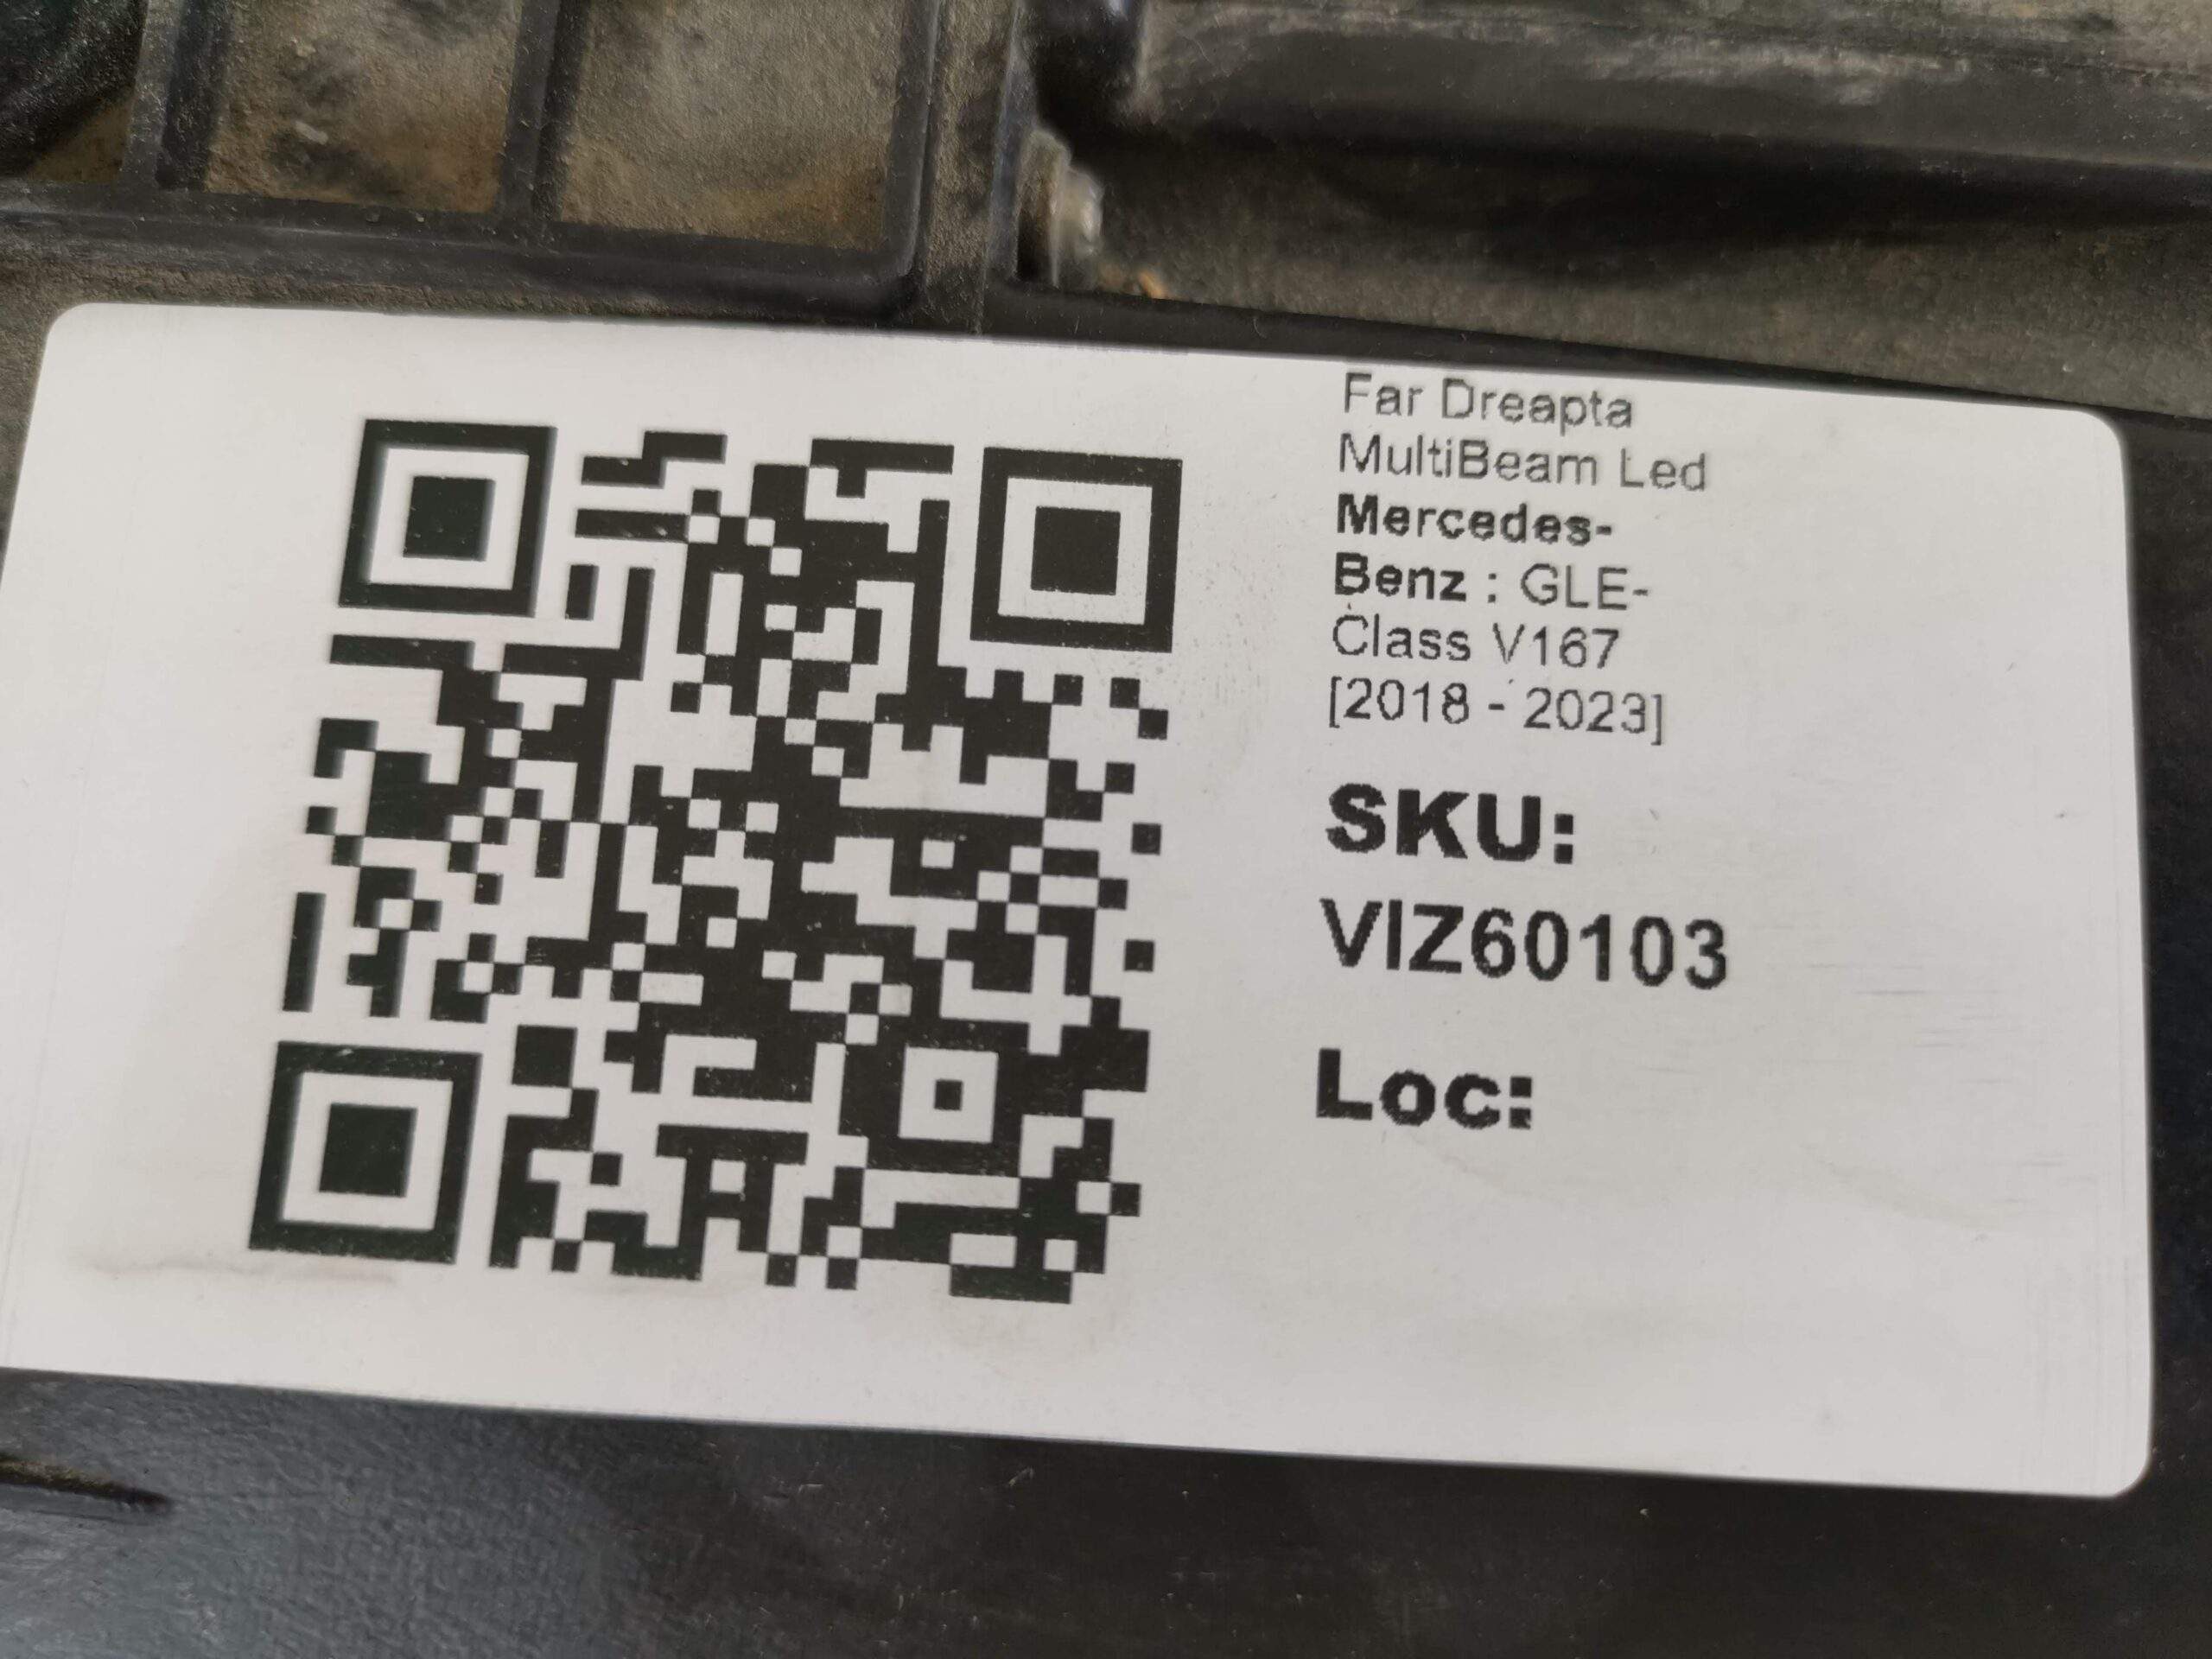 Far Dreapta
MultiBeam Led
Mercedes-
Benz : GLE-
Class V167
[2018 - 2023]
SKU:
VIZ60103
Loc: